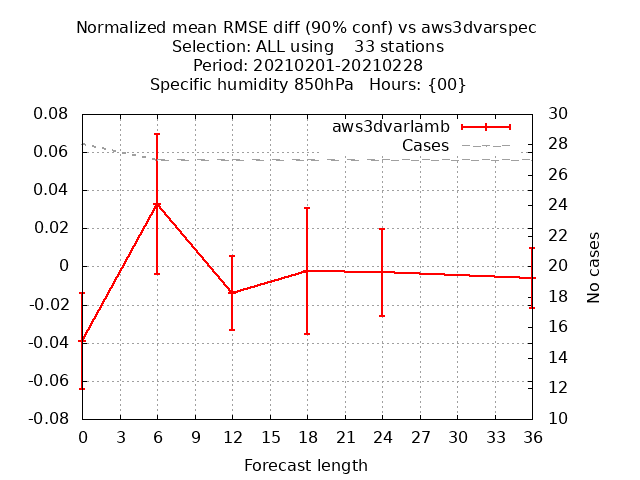 Normalized mean RMSE diff (90% conf) vs aws3dvarspec
Selection: ALL using    33 stations
Period: 20210201-20210228
Specific humidity 850hPa   Hours: {00}
aws3dvarlamb
Cases
0.08
0.06
0.04
0.02
0
-0.02
-0.04
-0.06
-0.08
30
28
26
24
22
20
18
16
14
12
10
No cases
0 3 6 9 12 15 18 21 24 27 30 33 36
Forecast length